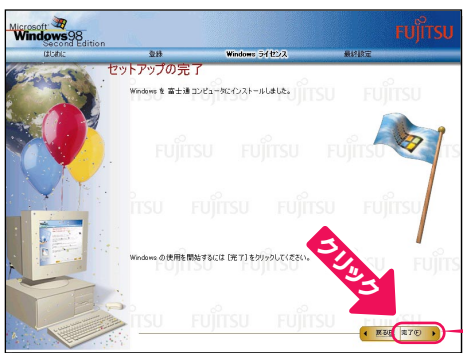 Microsoft
Windows98
Second Edition
FUJITSU
はじめに 登録 Windows ライセンス 最終設定
セットアップの完了
Windows を 富士通 コンピュータにインストールしました。
Windows の使用を開始するには [完了] をクリックしてください。
クリック
戻る(B) 完了(F)